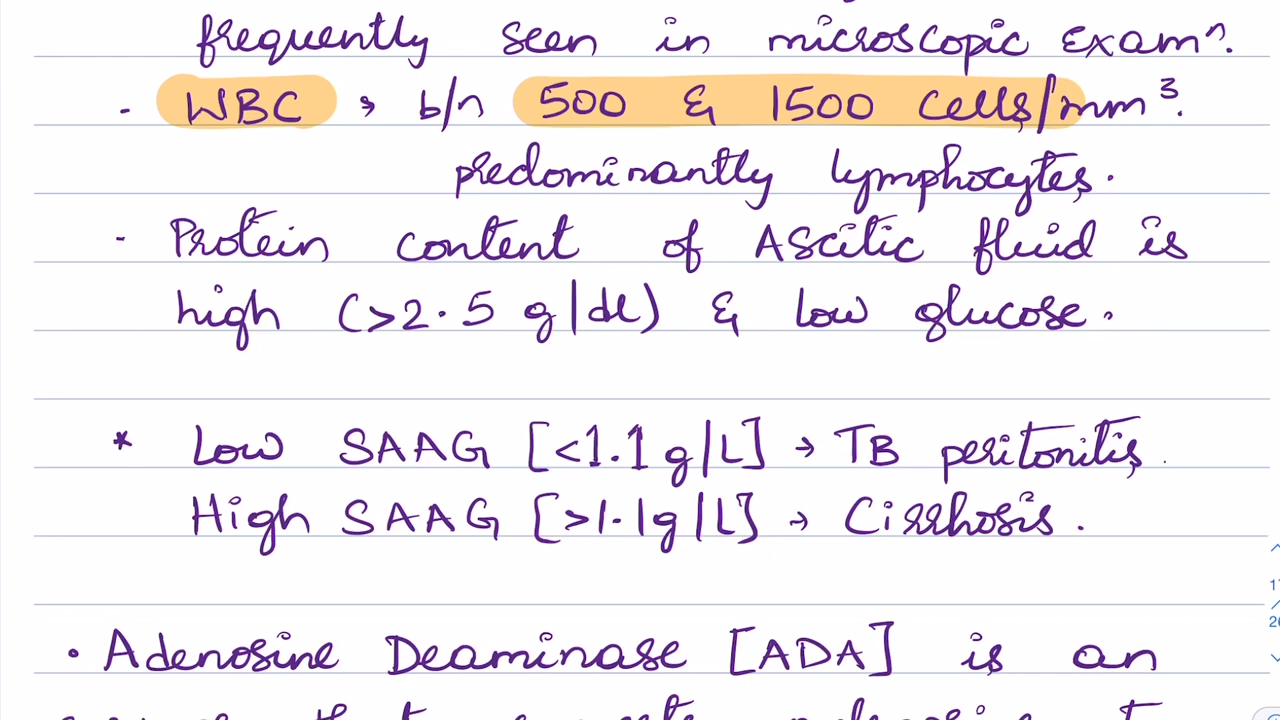 frequently seen in microscopic Examⁿ.
- WBC → b/n 500 & 1500 cells/mm³.
predominantly lymphocytes.
- Protein content of Ascitic fluid is
high (>2.5 g/dl) & low glucose.
* Low SAAG [<1.1 g/L] → TB peritonitis.
High SAAG [>1.1g/L] → Cirrhosis.
• Adenosine Deaminase [ADA] is an